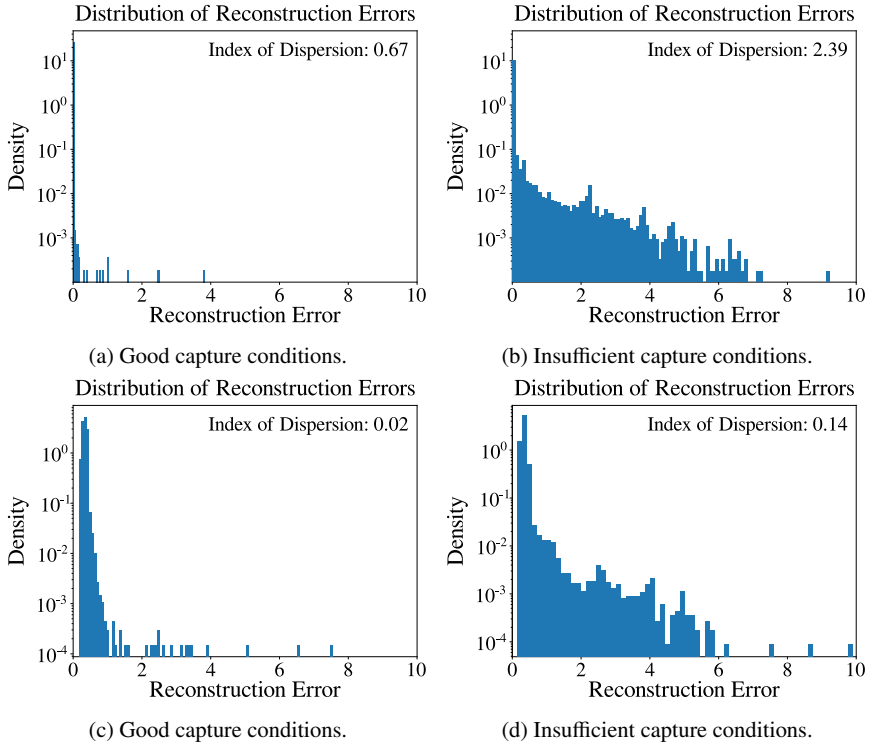 Distribution of Reconstruction Errors
Index of Dispersion: 0.67
Density
10^1
10^0
10^-1
10^-2
10^-3
0 2 4 6 8 10
Reconstruction Error
(a) Good capture conditions.
Distribution of Reconstruction Errors
Index of Dispersion: 2.39
Density
10^1
10^0
10^-1
10^-2
10^-3
0 2 4 6 8 10
Reconstruction Error
(b) Insufficient capture conditions.
Distribution of Reconstruction Errors
Index of Dispersion: 0.02
Density
10^0
10^-1
10^-2
10^-3
10^-4
0 2 4 6 8 10
Reconstruction Error
(c) Good capture conditions.
Distribution of Reconstruction Errors
Index of Dispersion: 0.14
Density
10^0
10^-1
10^-2
10^-3
10^-4
0 2 4 6 8 10
Reconstruction Error
(d) Insufficient capture conditions.